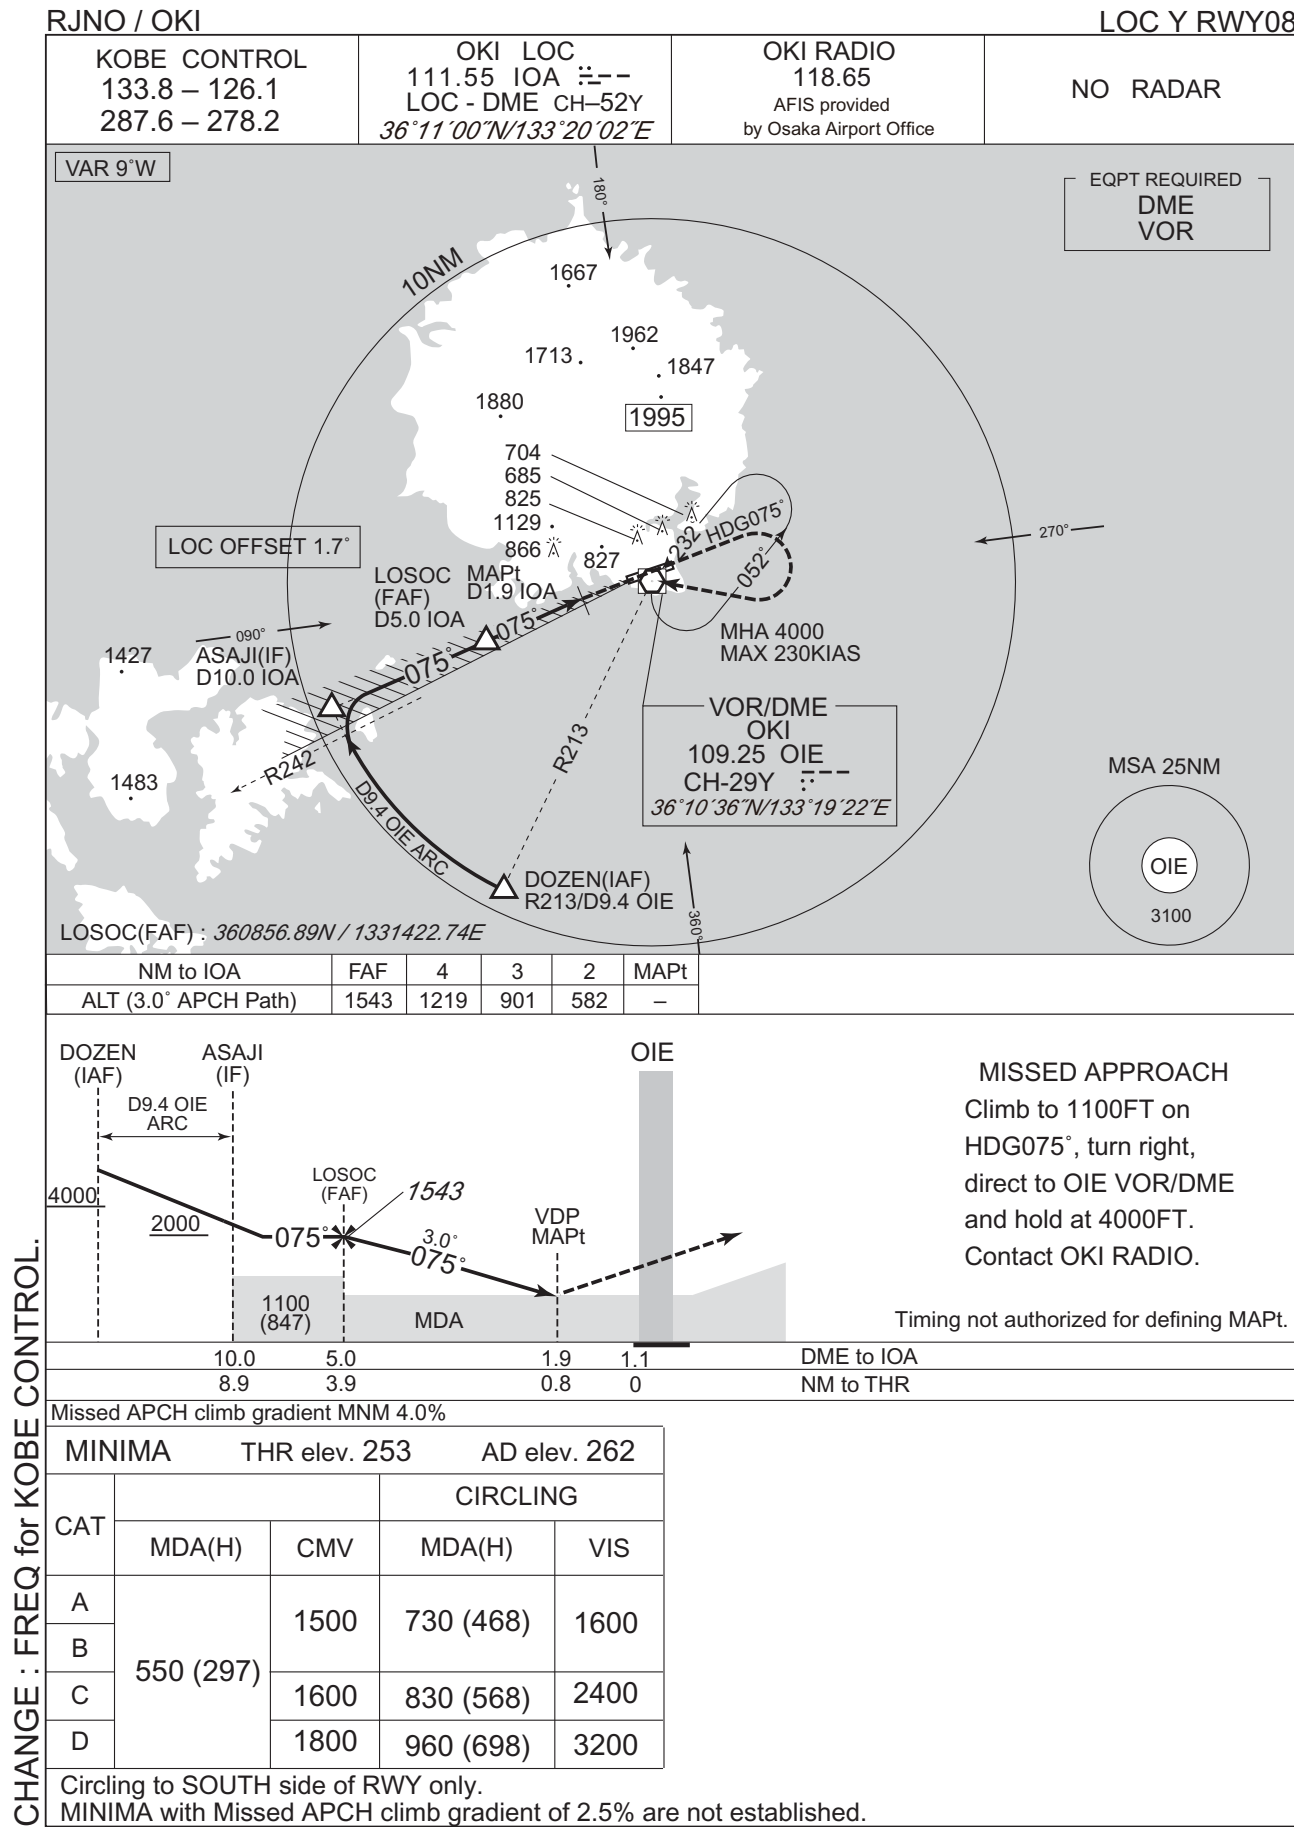 RJNO / OKI
LOC Y RWY08
KOBE CONTROL
133.8 – 126.1
287.6 – 278.2
OKI LOC
111.55 IOA
LOC - DME CH–52Y
36°11´00˝N/133°20´02˝E
OKI RADIO
118.65
AFIS provided
by Osaka Airport Office
NO RADAR
VAR 9°W
EQPT REQUIRED
DME
VOR
180°
10NM
1667
1962
1713
1847
1880
1995
704
685
825
1129
866
827
232
HDG075°
052°
270°
LOC OFFSET 1.7°
LOSOC
(FAF)
D5.0 IOA
MAPt
D1.9 IOA
075°
075°
090°
ASAJI(IF)
D10.0 IOA
1427
1483
R242
R213
D9.4 OIE ARC
MHA 4000
MAX 230KIAS
VOR/DME
OKI
109.25 OIE
CH-29Y
36°10´36˝N/133°19´22˝E
DOZEN(IAF)
R213/D9.4 OIE
360°
MSA 25NM
OIE
3100
LOSOC(FAF) : 360856.89N / 1331422.74E
NM to IOA FAF 4 3 2 MAPt
ALT (3.0° APCH Path) 1543 1219 901 582 –
DOZEN
(IAF)
ASAJI
(IF)
D9.4 OIE
ARC
LOSOC
(FAF)
1543
OIE
4000
2000
075°
3.0°
075°
VDP
MAPt
1100
(847)
MDA
MISSED APPROACH
Climb to 1100FT on
HDG075°, turn right,
direct to OIE VOR/DME
and hold at 4000FT.
Contact OKI RADIO.
Timing not authorized for defining MAPt.
10.0 5.0 1.9 1.1 DME to IOA
8.9 3.9 0.8 0 NM to THR
Missed APCH climb gradient MNM 4.0%
MINIMA THR elev. 253 AD elev. 262
CAT
CIRCLING
MDA(H) CMV MDA(H) VIS
A
B
C
D
550 (297)
1500 730 (468) 1600
1600 830 (568) 2400
1800 960 (698) 3200
Circling to SOUTH side of RWY only.
MINIMA with Missed APCH climb gradient of 2.5% are not established.
CHANGE : FREQ for KOBE CONTROL.